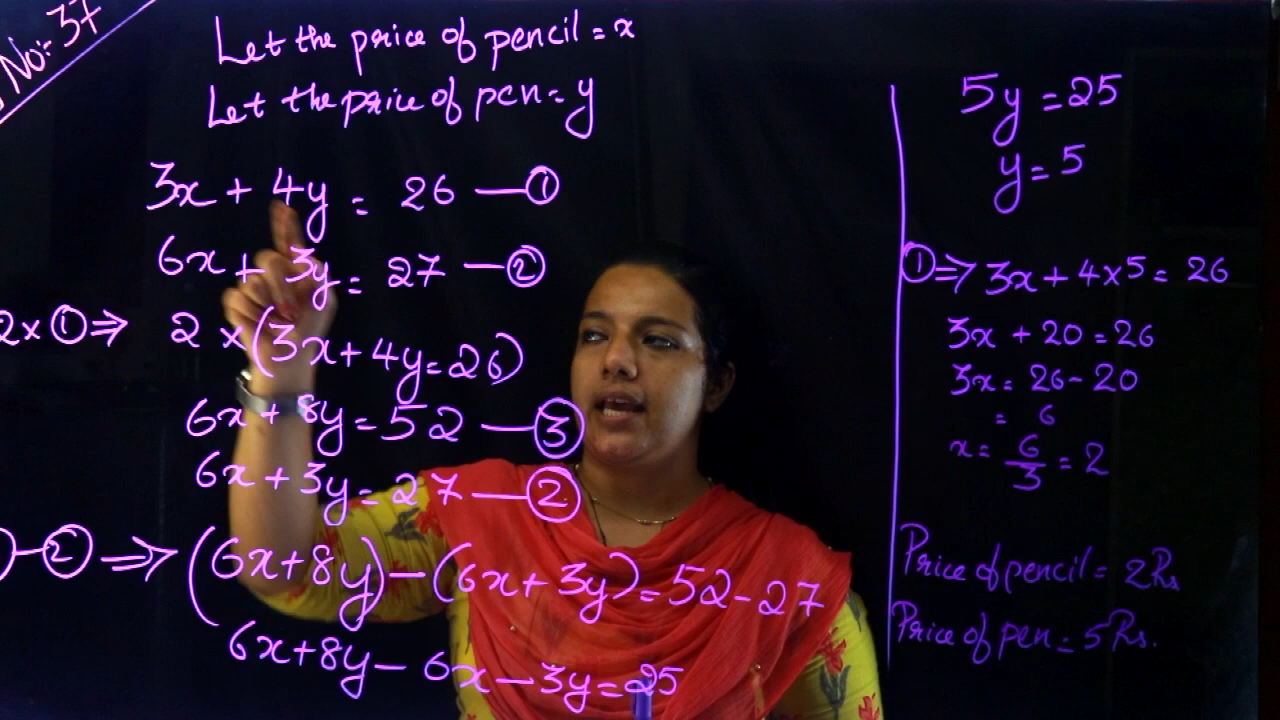 No:- 37
Let the price of pencil = x
Let the price of pen = y
3x + 4y = 26 — ①
6x + 3y = 27 — ②
2 x ① ⇒ 2 x (3x + 4y = 26)
6x + 8y = 52 — ③
6x + 3y = 27 — ②
— ② ⇒ (6x + 8y) — (6x + 3y) = 52 - 27
6x + 8y — 6x — 3y = 25
5y = 25
y = 5
① ⇒ 3x + 4 x 5 = 26
3x + 20 = 26
3x = 26 - 20
= 6
x = 6/3 = 2
Price of pencil = 2 Rs
Price of pen = 5 Rs.